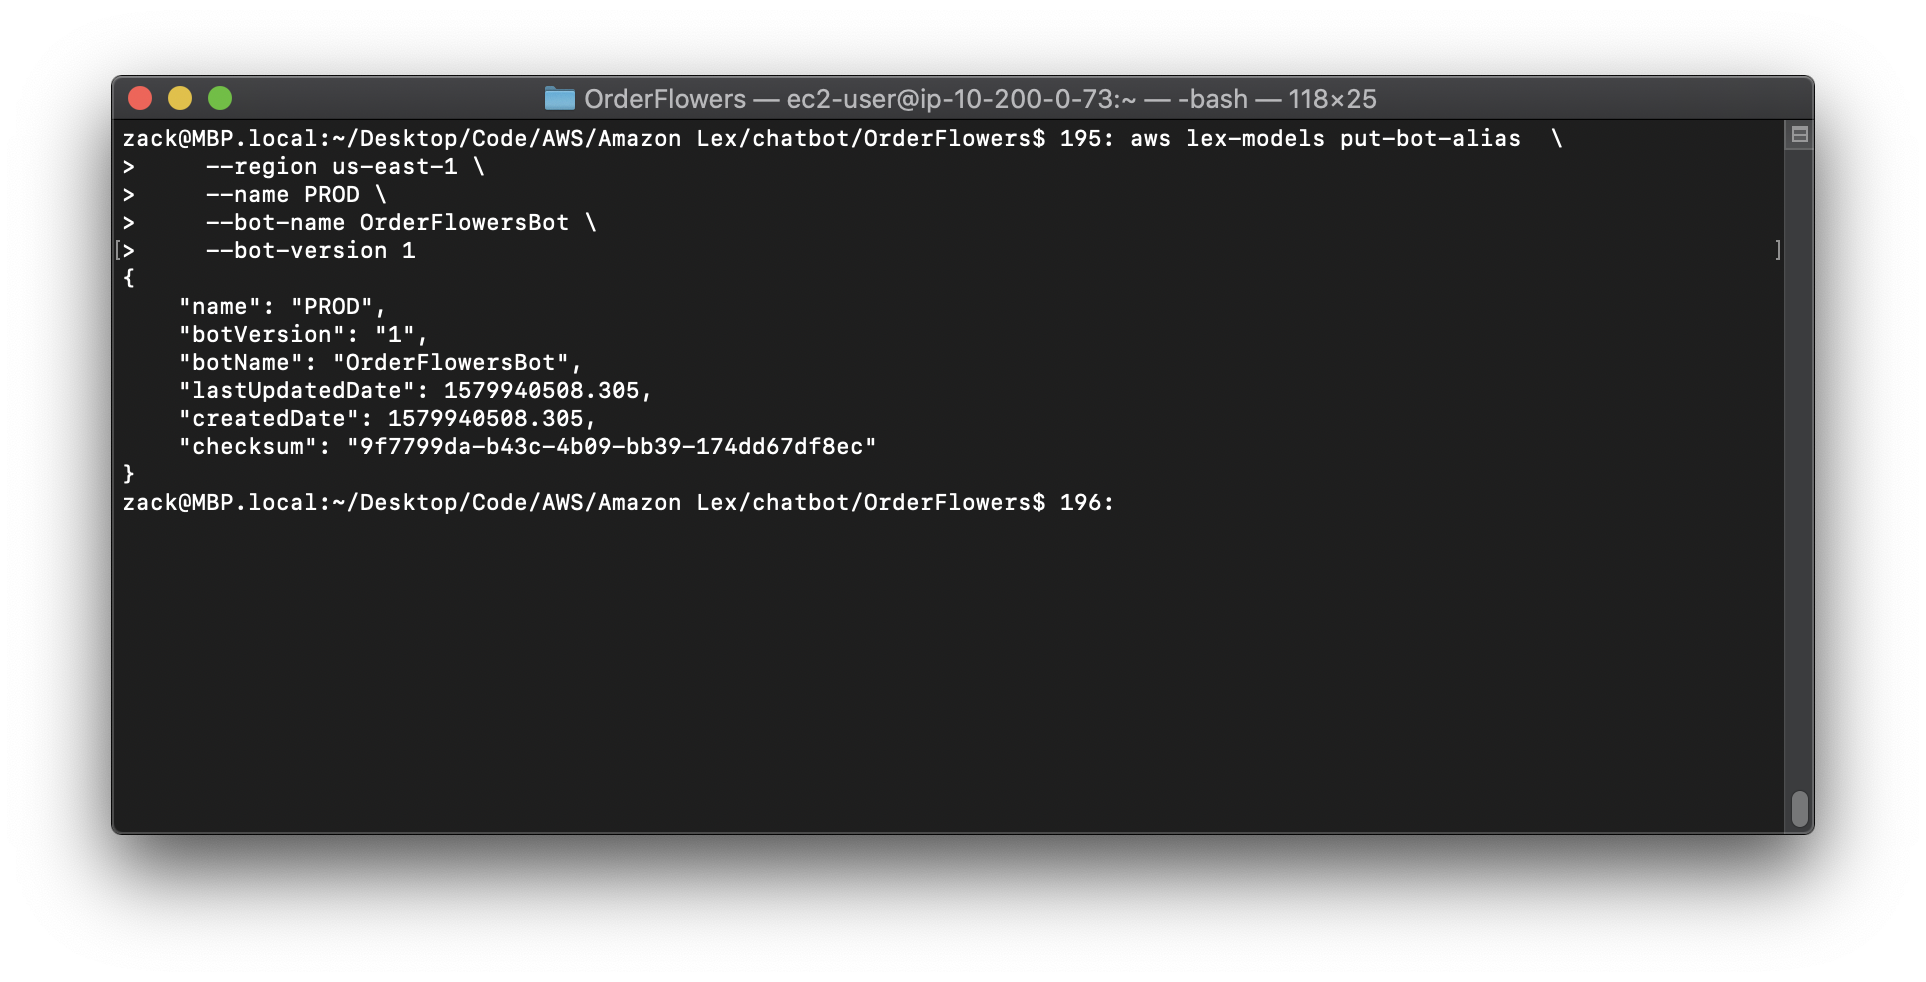 OrderFlowers — ec2-user@ip-10-200-0-73:~ — -bash — 118×25
zack@MBP.local:~/Desktop/Code/AWS/Amazon Lex/chatbot/OrderFlowers$ 195: aws lex-models put-bot-alias  \
>     --region us-east-1 \
>     --name PROD \
>     --bot-name OrderFlowersBot \
[>     --bot-version 1 ]
{
    "name": "PROD",
    "botVersion": "1",
    "botName": "OrderFlowersBot",
    "lastUpdatedDate": 1579940508.305,
    "createdDate": 1579940508.305,
    "checksum": "9f7799da-b43c-4b09-bb39-174dd67df8ec"
}
zack@MBP.local:~/Desktop/Code/AWS/Amazon Lex/chatbot/OrderFlowers$ 196: